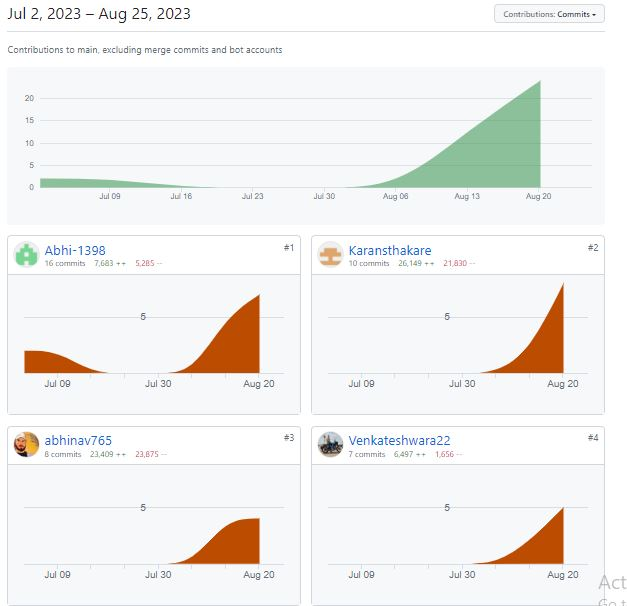 Jul 2, 2023 – Aug 25, 2023
Contributions: Commits
Contributions to main, excluding merge commits and bot accounts
20
15
10
5
0
Jul 09 Jul 16 Jul 23 Jul 30 Aug 06 Aug 13 Aug 20
Abhi-1398 #1
16 commits 7,683 ++ 5,285 --
5
Jul 09 Jul 30 Aug 20
Karansthakare #2
10 commits 26,149 ++ 21,830 --
5
Jul 09 Jul 30 Aug 20
abhinav765 #3
8 commits 23,409 ++ 23,875 --
5
Jul 09 Jul 30 Aug 20
Venkateshwara22 #4
7 commits 6,497 ++ 1,656 --
5
Jul 09 Jul 30 Aug 20
Act